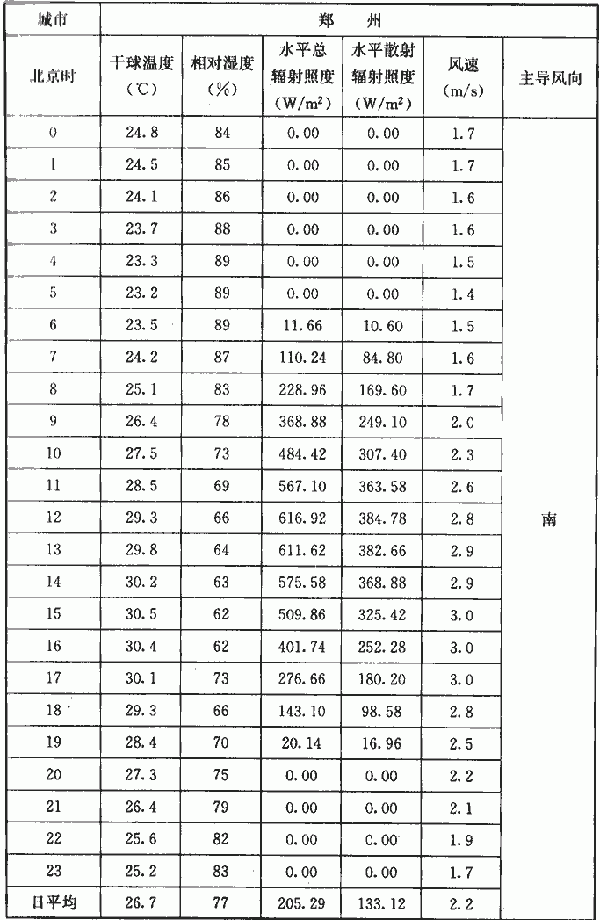 城市 郑 州
北京时 干球温度(℃) 相对湿度(%) 水平总辐射照度(W/m²) 水平散射辐射照度(W/m²) 风速(m/s) 主导风向
0 24.8 84 0.00 0.00 1.7
1 24.5 85 0.00 0.00 1.7
2 24.1 86 0.00 0.00 1.6
3 23.7 88 0.00 0.00 1.6
4 23.3 89 0.00 0.00 1.5
5 23.2 89 0.00 0.00 1.4
6 23.5 89 11.66 10.60 1.5
7 24.2 87 110.24 84.80 1.6
8 25.1 83 228.96 169.60 1.7
9 26.4 78 368.88 249.10 2.0
10 27.5 73 484.42 307.40 2.3
11 28.5 69 567.10 363.58 2.6
12 29.3 66 616.92 384.78 2.8 南
13 29.8 64 611.62 382.66 2.9
14 30.2 63 575.58 368.88 2.9
15 30.5 62 509.86 325.42 3.0
16 30.4 62 401.74 252.28 3.0
17 30.1 73 276.66 180.20 3.0
18 29.3 66 143.10 98.58 2.8
19 28.4 70 20.14 16.96 2.5
20 27.3 75 0.00 0.00 2.2
21 26.4 79 0.00 0.00 2.1
22 25.6 82 0.00 0.00 1.9
23 25.2 83 0.00 0.00 1.7
日平均 26.7 77 205.29 133.12 2.2